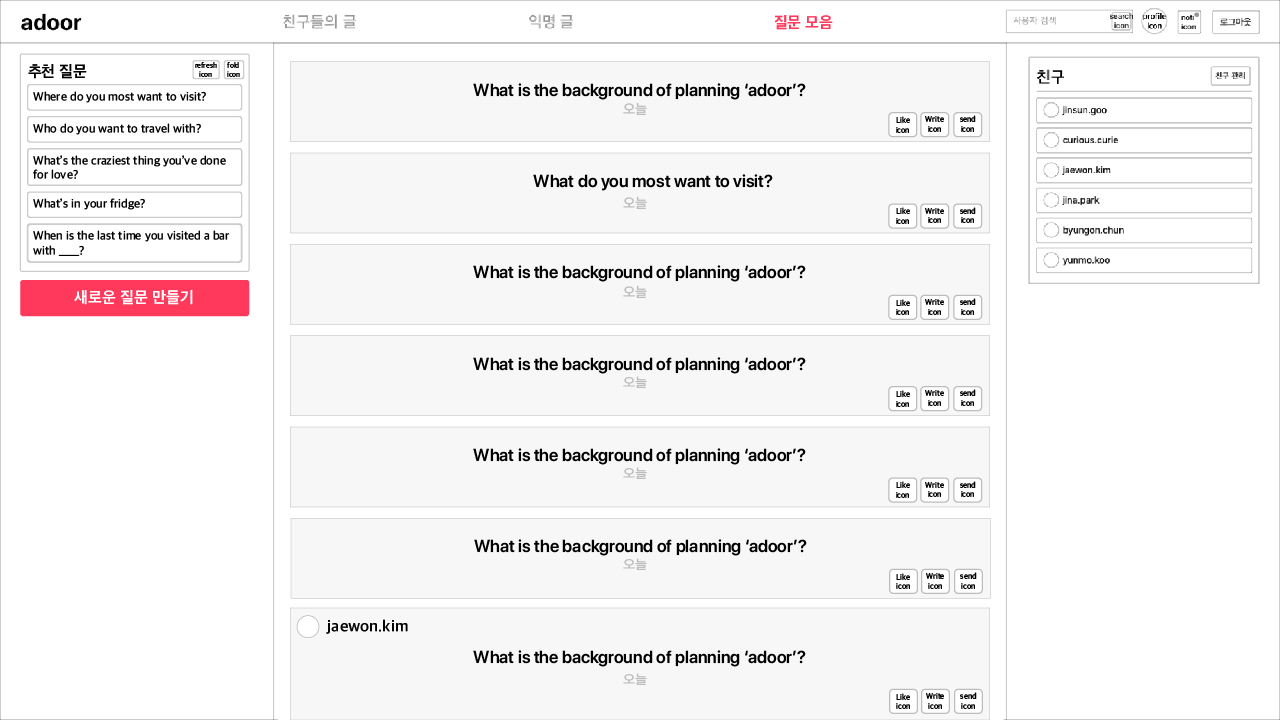 adoor
친구들의 글
익명 글
질문 모음
사용자 검색
search
icon
profile
icon
noti
icon
로그아웃
추천 질문
refresh
icon
fold
icon
Where do you most want to visit?
Who do you want to travel with?
What's the craziest thing you've done
for love?
What's in your fridge?
When is the last time you visited a bar
with ___?
새로운 질문 만들기
What is the background of planning ‘adoor’?
오늘
Like
icon
Write
icon
send
icon
What do you most want to visit?
오늘
Like
icon
Write
icon
send
icon
What is the background of planning ‘adoor’?
오늘
Like
icon
Write
icon
send
icon
What is the background of planning ‘adoor’?
오늘
Like
icon
Write
icon
send
icon
What is the background of planning ‘adoor’?
오늘
Like
icon
Write
icon
send
icon
What is the background of planning ‘adoor’?
오늘
Like
icon
Write
icon
send
icon
jaewon.kim
What is the background of planning ‘adoor’?
오늘
Like
icon
Write
icon
send
icon
친구
친구 관리
jinsun.goo
curious.curie
jaewon.kim
jina.park
byungon.chun
yunmo.koo